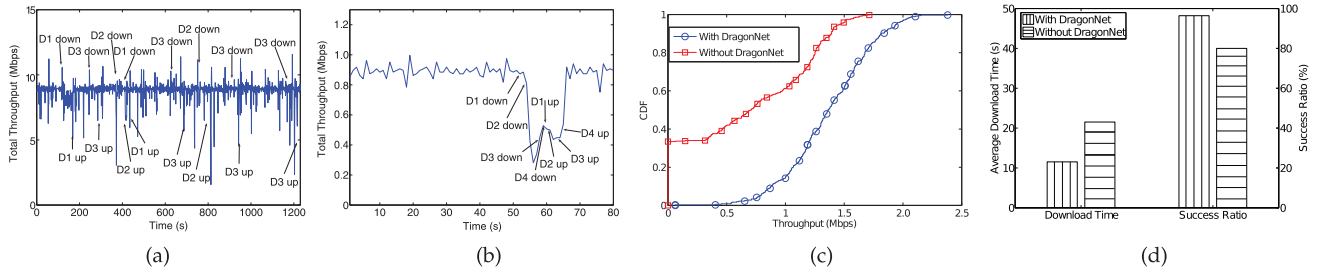 Total Throughput (Mbps)
15
10
5
0
0
200
400
600
800
1000
1200
Time (s)
D1 down
D3 down
D2 down
D1 down
D3 down
D2 down
D3 down
D3 down
D1 up
D3 up
D2 up
D1 up
D3 up
D2 up
D3 up
D3 up
(a)
Total Throughput (Mbps)
1.2
1.0
0.8
0.6
0.4
0.2
0.0
10
20
30
40
50
60
70
80
Time (s)
D1 down
D2 down
D3 down
D4 down
D1 up
D2 up
D3 up
D4 up
(b)
CDF
1
0.8
0.6
0.4
0.2
0
0
0.5
1
1.5
2
2.5
Throughput (Mbps)
With DragonNet
Without DragonNet
(c)
Average Download Time (s)
50
40
30
20
10
0
With DragonNet
Without DragonNet
Download Time
Success Ratio
100
80
60
40
20
0
Success Ratio (%)
(d)